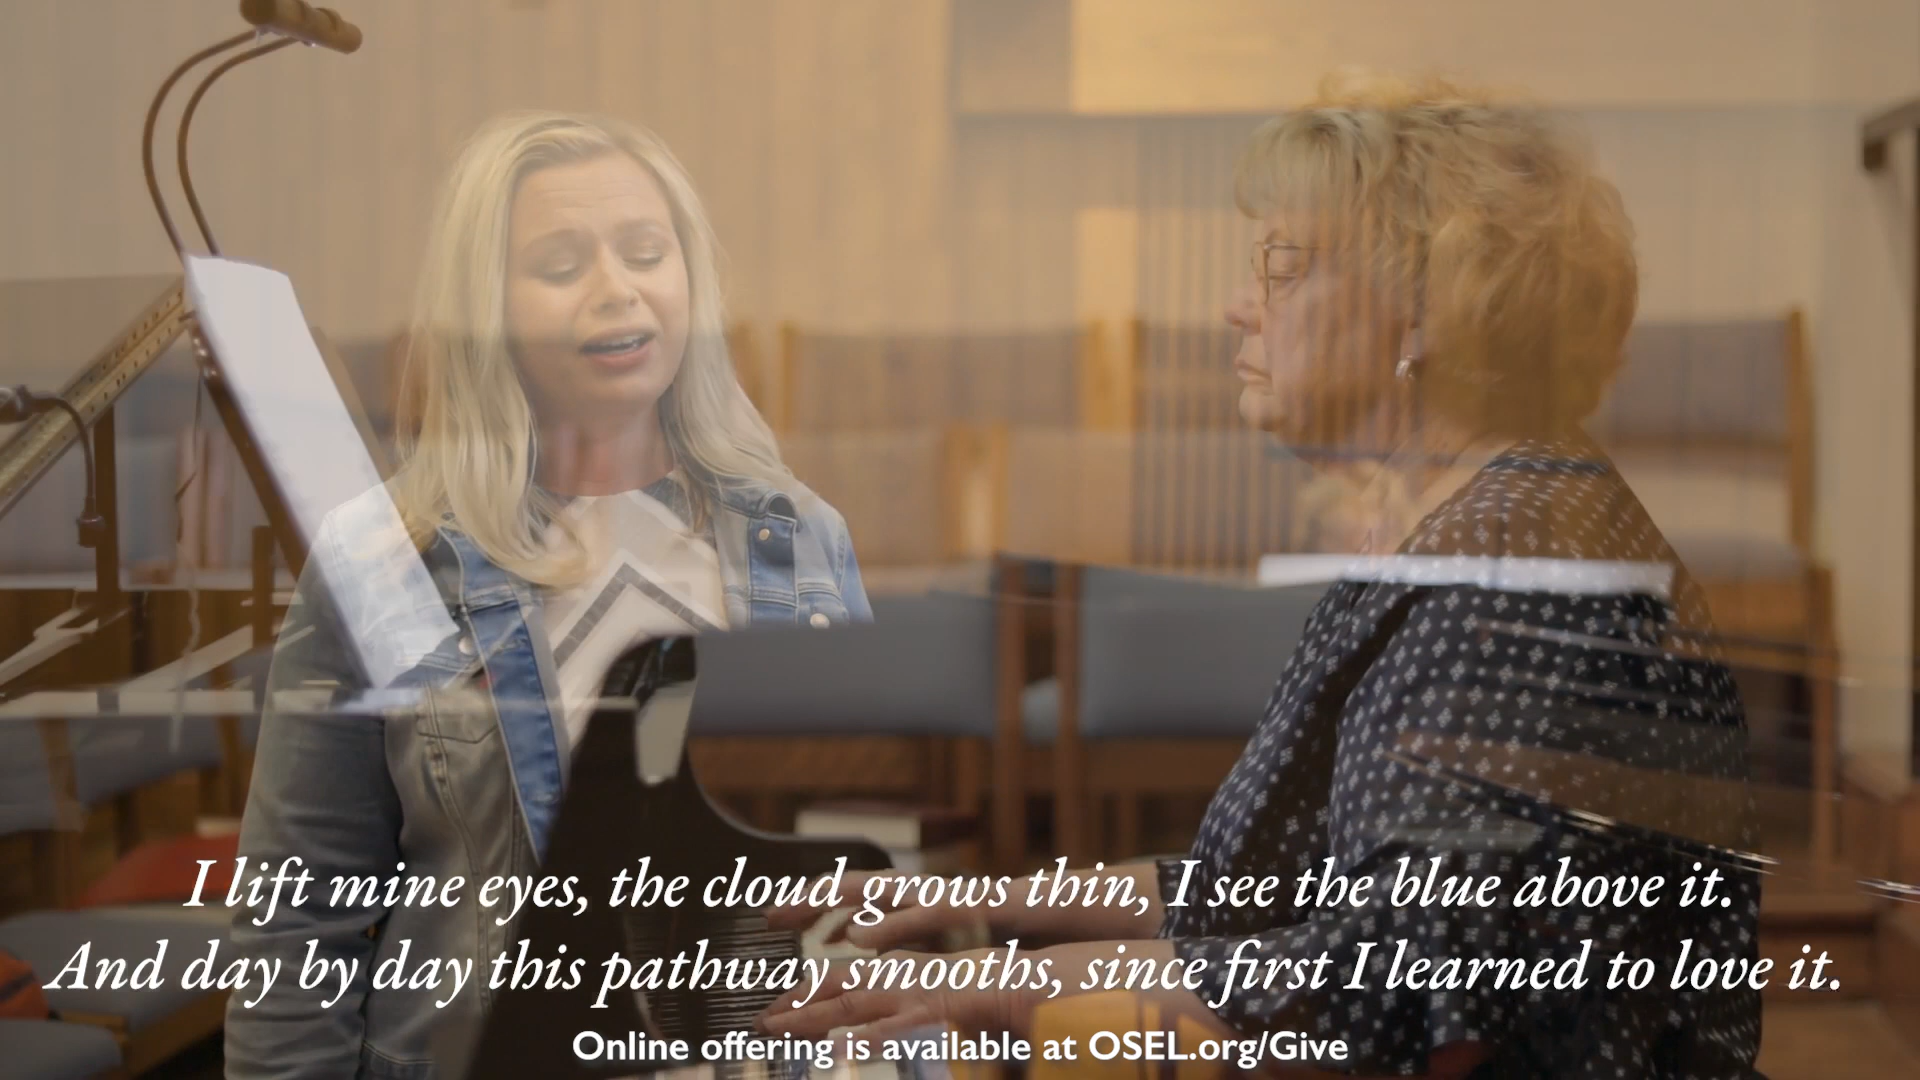 I lift mine eyes, the cloud grows thin, I see the blue above it.
And day by day this pathway smooths, since first I learned to love it.
Online offering is available at OSEL.org/Give